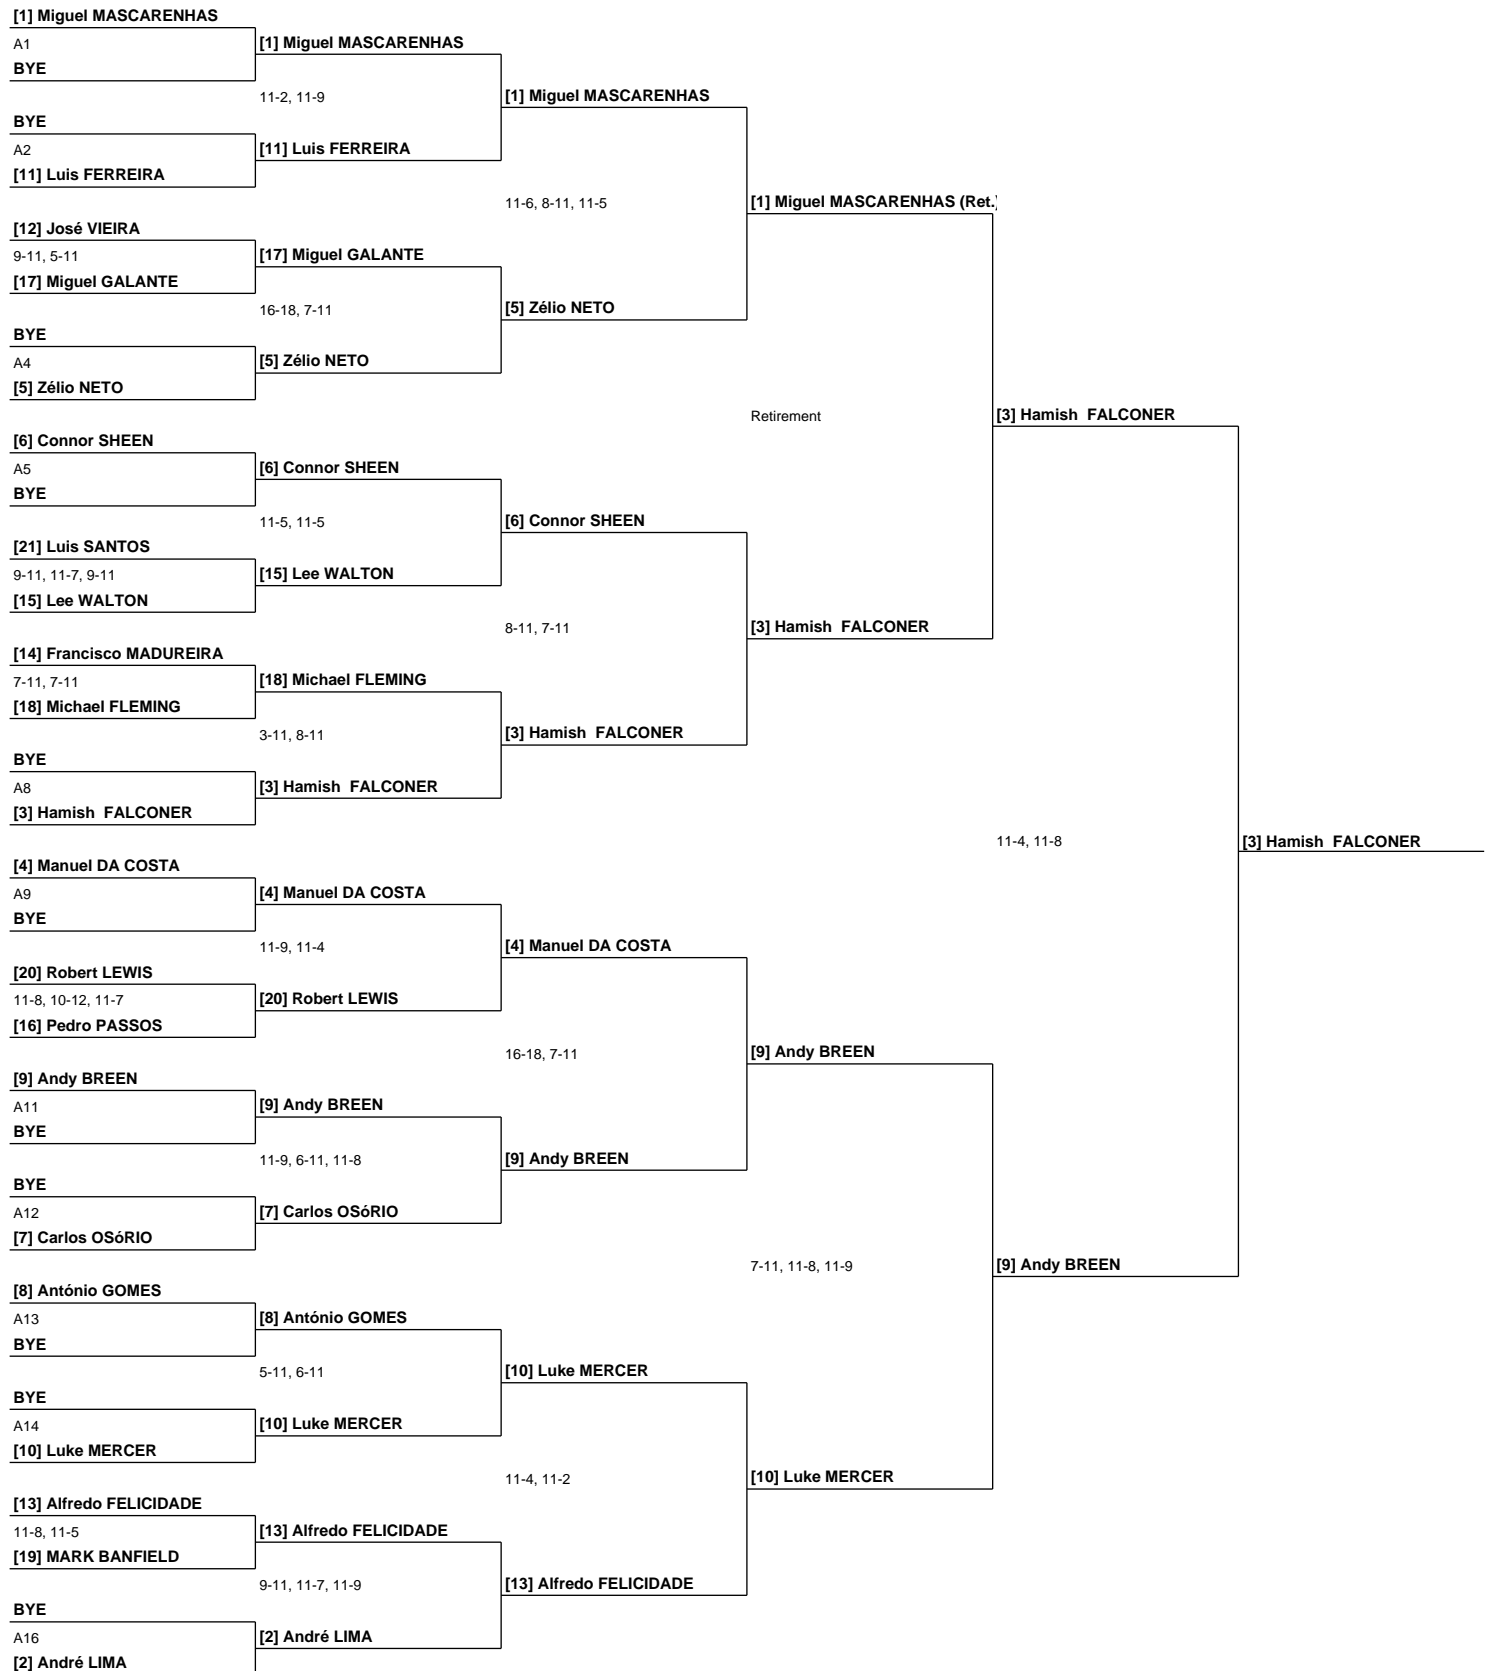 [1] Miguel MASCARENHAS
A1
[1] Miguel MASCARENHAS
BYE
11-2, 11-9
[1] Miguel MASCARENHAS
BYE
A2
[11] Luis FERREIRA
[11] Luis FERREIRA
11-6, 8-11, 11-5
[1] Miguel MASCARENHAS (Ret.)
[12] José VIEIRA
9-11, 5-11
[17] Miguel GALANTE
[17] Miguel GALANTE
16-18, 7-11
[5] Zélio NETO
BYE
A4
[5] Zélio NETO
[5] Zélio NETO
Retirement
[3] Hamish  FALCONER
[6] Connor SHEEN
A5
[6] Connor SHEEN
BYE
11-5, 11-5
[6] Connor SHEEN
[21] Luis SANTOS
9-11, 11-7, 9-11
[15] Lee WALTON
[15] Lee WALTON
8-11, 7-11
[3] Hamish  FALCONER
[14] Francisco MADUREIRA
7-11, 7-11
[18] Michael FLEMING
[18] Michael FLEMING
3-11, 8-11
[3] Hamish  FALCONER
BYE
A8
[3] Hamish  FALCONER
[3] Hamish  FALCONER
11-4, 11-8
[3] Hamish  FALCONER
[4] Manuel DA COSTA
A9
[4] Manuel DA COSTA
BYE
11-9, 11-4
[4] Manuel DA COSTA
[20] Robert LEWIS
11-8, 10-12, 11-7
[20] Robert LEWIS
[16] Pedro PASSOS
16-18, 7-11
[9] Andy BREEN
[9] Andy BREEN
A11
[9] Andy BREEN
BYE
11-9, 6-11, 11-8
[9] Andy BREEN
BYE
A12
[7] Carlos OSóRIO
[7] Carlos OSóRIO
7-11, 11-8, 11-9
[9] Andy BREEN
[8] António GOMES
A13
[8] António GOMES
BYE
5-11, 6-11
[10] Luke MERCER
BYE
A14
[10] Luke MERCER
[10] Luke MERCER
11-4, 11-2
[10] Luke MERCER
[13] Alfredo FELICIDADE
11-8, 11-5
[13] Alfredo FELICIDADE
[19] MARK BANFIELD
9-11, 11-7, 11-9
[13] Alfredo FELICIDADE
BYE
A16
[2] André LIMA
[2] André LIMA